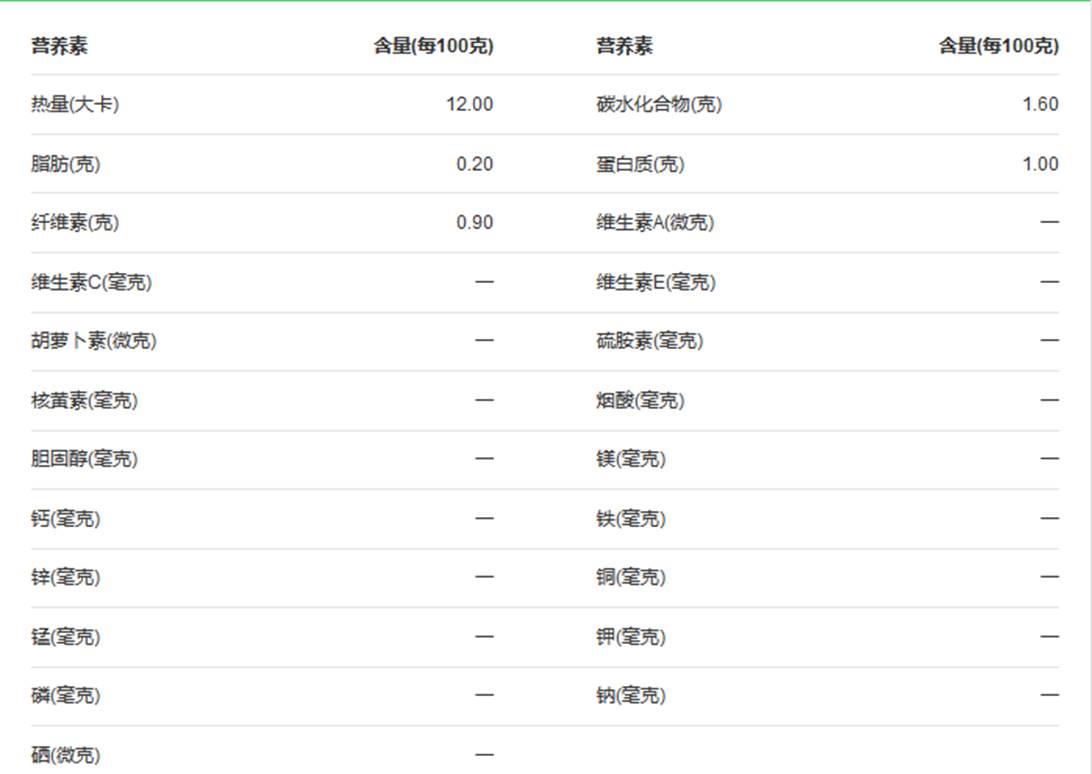 营养素 含量(每100克) 营养素 含量(每100克)
热量(大卡) 12.00 碳水化合物(克) 1.60
脂肪(克) 0.20 蛋白质(克) 1.00
纤维素(克) 0.90 维生素A(微克) —
维生素C(毫克) — 维生素E(毫克) —
胡萝卜素(微克) — 硫胺素(毫克) —
核黄素(毫克) — 烟酸(毫克) —
胆固醇(毫克) — 镁(毫克) —
钙(毫克) — 铁(毫克) —
锌(毫克) — 铜(毫克) —
锰(毫克) — 钾(毫克) —
磷(毫克) — 钠(毫克) —
硒(微克) —